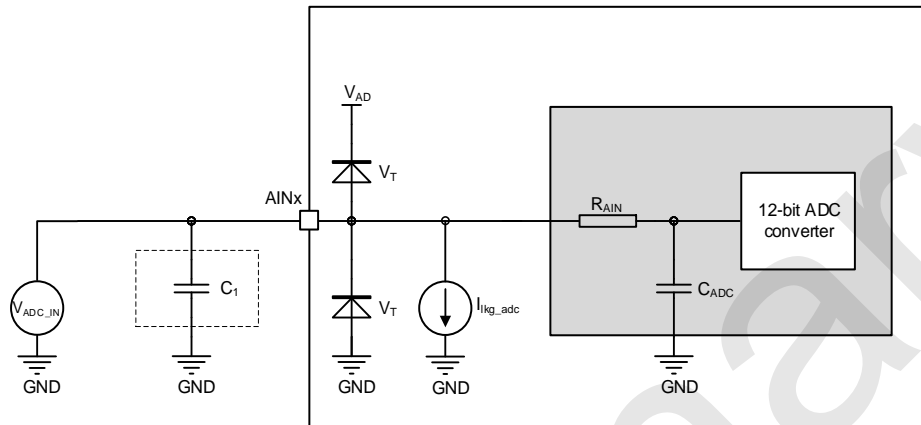 V_AD
V_T
AINx
R_AIN
12-bit ADC
converter
V_ADC_IN
C_1
V_T
I_lkg_adc
C_ADC
GND
GND
GND
GND
GND